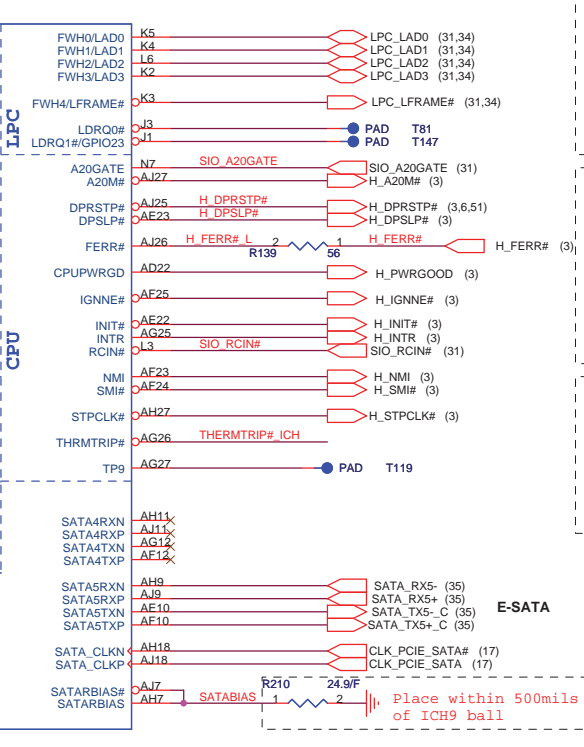 FWH0/LAD0 K5 LPC_LAD0 (31,34)
FWH1/LAD1 K4 LPC_LAD1 (31,34)
FWH2/LAD2 L6 LPC_LAD2 (31,34)
FWH3/LAD3 K2 LPC_LAD3 (31,34)
FWH4/LFRAME# K3 LPC_LFRAME# (31,34)
LPC
LDRQ0# J3 PAD T81
LDRQ1#/GPIO23 J1 PAD T147
A20GATE N7 SIO_A20GATE SIO_A20GATE (31)
A20M# AJ27 H_A20M# (3)
DPRSTP# AJ25 H_DPRSTP# H_DPRSTP# (3,6,51)
DPSLP# AE23 H_DPSLP# H_DPSLP# (3)
FERR# AJ26 H_FERR#_L 2 1 H_FERR# H_FERR# (3)
R139 56
CPUPWRGD AD22 H_PWRGOOD (3)
IGNNE# AF25 H_IGNNE# (3)
INIT# AE22 H_INIT# (3)
INTR AG25 H_INTR (3)
RCIN# L3 SIO_RCIN# SIO_RCIN# (31)
CPU
NMI AF23 H_NMI (3)
SMI# AF24 H_SMI# (3)
STPCLK# AH27 H_STPCLK# (3)
THRMTRIP# AG26 THERMTRIP#_ICH
TP9 AG27 PAD T119
SATA4RXN AH11
SATA4RXP AJ11
SATA4TXN AG12
SATA4TXP AF12
SATA5RXN AH9 SATA_RX5- (35)
SATA5RXP AJ9 SATA_RX5+ (35)
SATA5TXN AE10 SATA_TX5-_C (35)
SATA5TXP AF10 SATA_TX5+_C (35)
E-SATA
SATA_CLKN AH18 CLK_PCIE_SATA# (17)
SATA_CLKP AJ18 CLK_PCIE_SATA (17)
SATARBIAS# AJ7 R210 24.9/F
SATARBIAS AH7 SATABIAS 1 2 Place within 500mils
of ICH9 ball